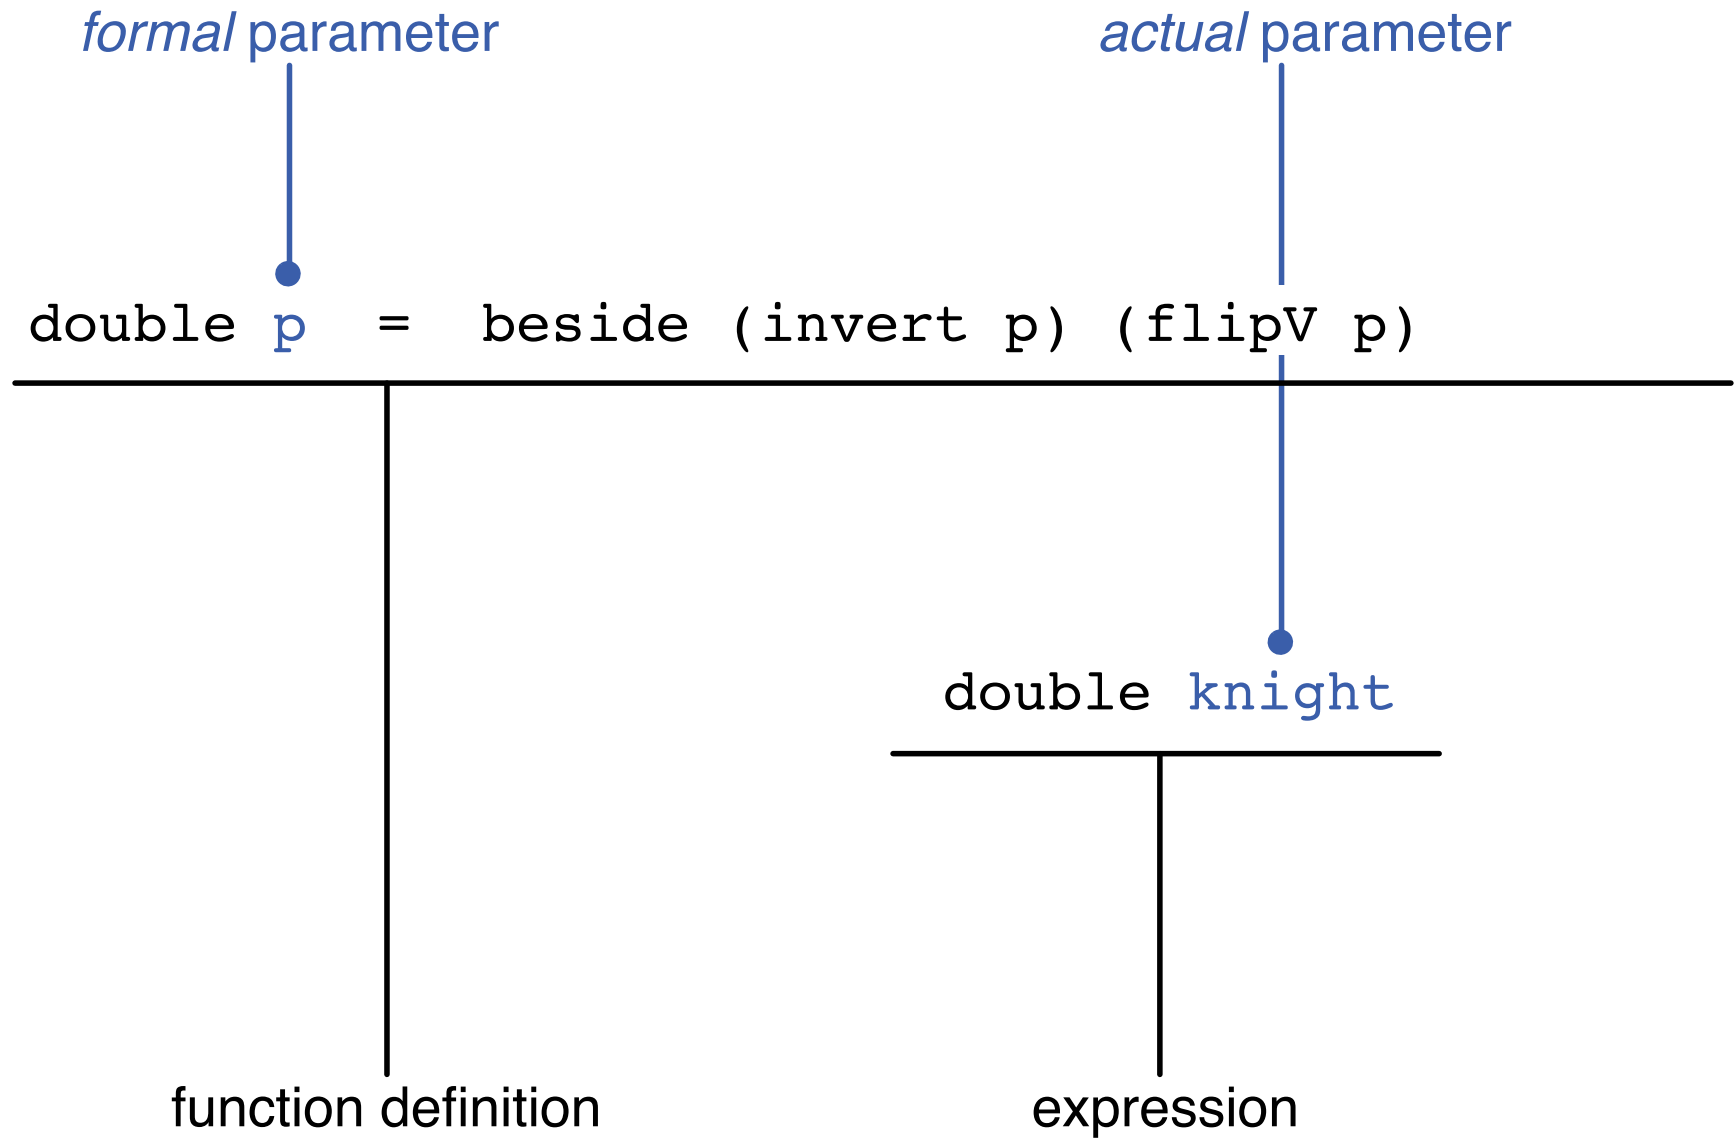 formal parameter
actual parameter
double p = beside (invert p) (flipV p)
double knight
function definition
expression